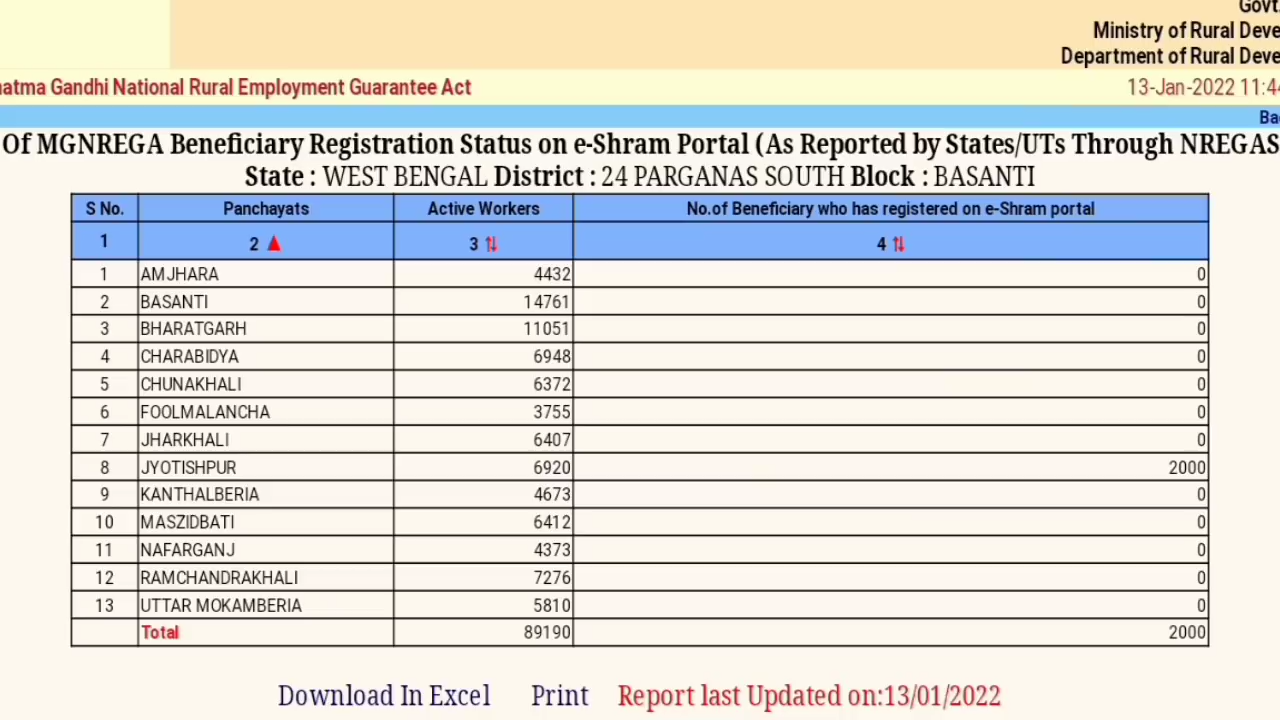 Govt.
Ministry of Rural Deve
Department of Rural Deve
hatma Gandhi National Rural Employment Guarantee Act 13-Jan-2022 11:44
Ba
Of MGNREGA Beneficiary Registration Status on e-Shram Portal (As Reported by States/UTs Through NREGAS
State : WEST BENGAL District : 24 PARGANAS SOUTH Block : BASANTI
S No. Panchayats Active Workers No.of Beneficiary who has registered on e-Shram portal
1 2 ▲ 3 ⇅ 4 ⇅
1 AMJHARA 4432 0
2 BASANTI 14761 0
3 BHARATGARH 11051 0
4 CHARABIDYA 6948 0
5 CHUNAKHALI 6372 0
6 FOOLMALANCHA 3755 0
7 JHARKHALI 6407 0
8 JYOTISHPUR 6920 2000
9 KANTHALBERIA 4673 0
10 MASZIDBATI 6412 0
11 NAFARGANJ 4373 0
12 RAMCHANDRAKHALI 7276 0
13 UTTAR MOKAMBERIA 5810 0
Total 89190 2000
Download In Excel Print Report last Updated on:13/01/2022